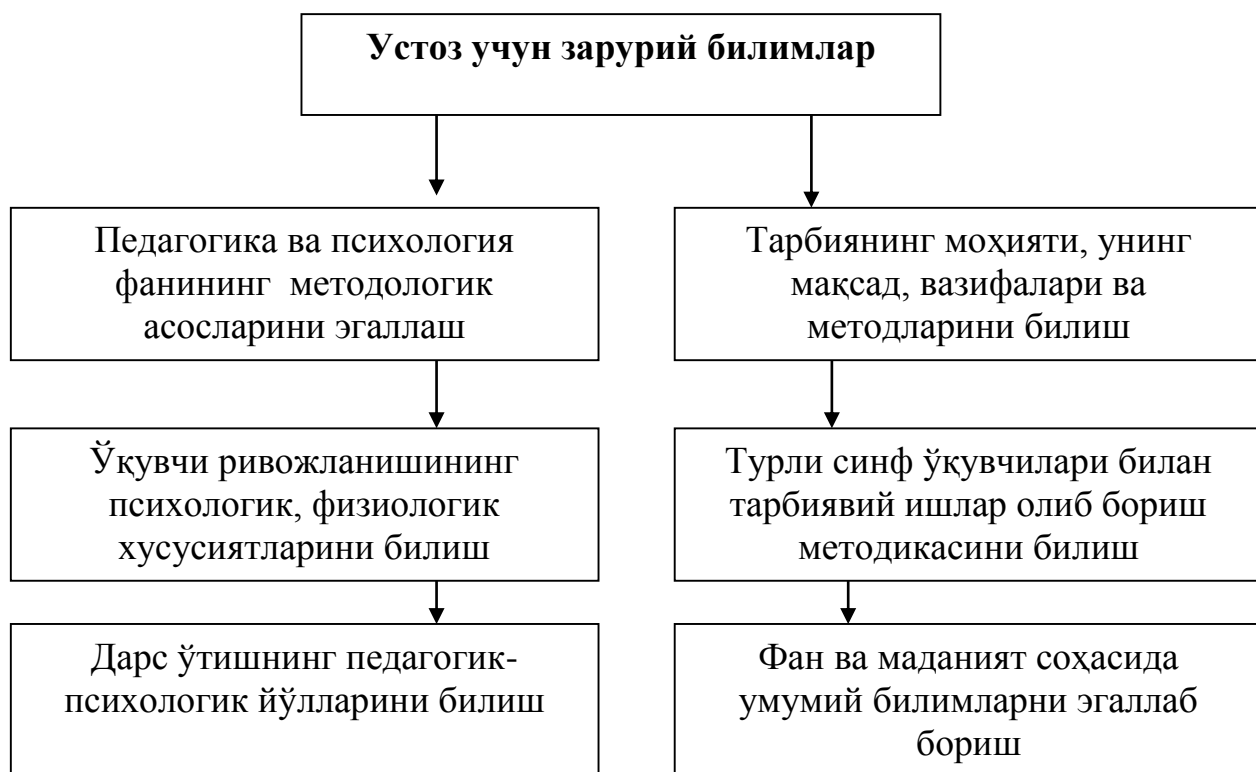 Устоз учун зарурий билимлар
Педагогика ва психология
фанининг методологик
асосларини эгаллаш
Тарбиянинг моҳияти, унинг
мақсад, вазифалари ва
методларини билиш
Ўқувчи ривожланишининг
психологик, физиологик
хусусиятларини билиш
Турли синф ўқувчилари билан
тарбиявий ишлар олиб бориш
методикасини билиш
Дарс ўтишнинг педагогик-
психологик йўлларини билиш
Фан ва маданият соҳасида
умумий билимларни эгаллаб
бориш